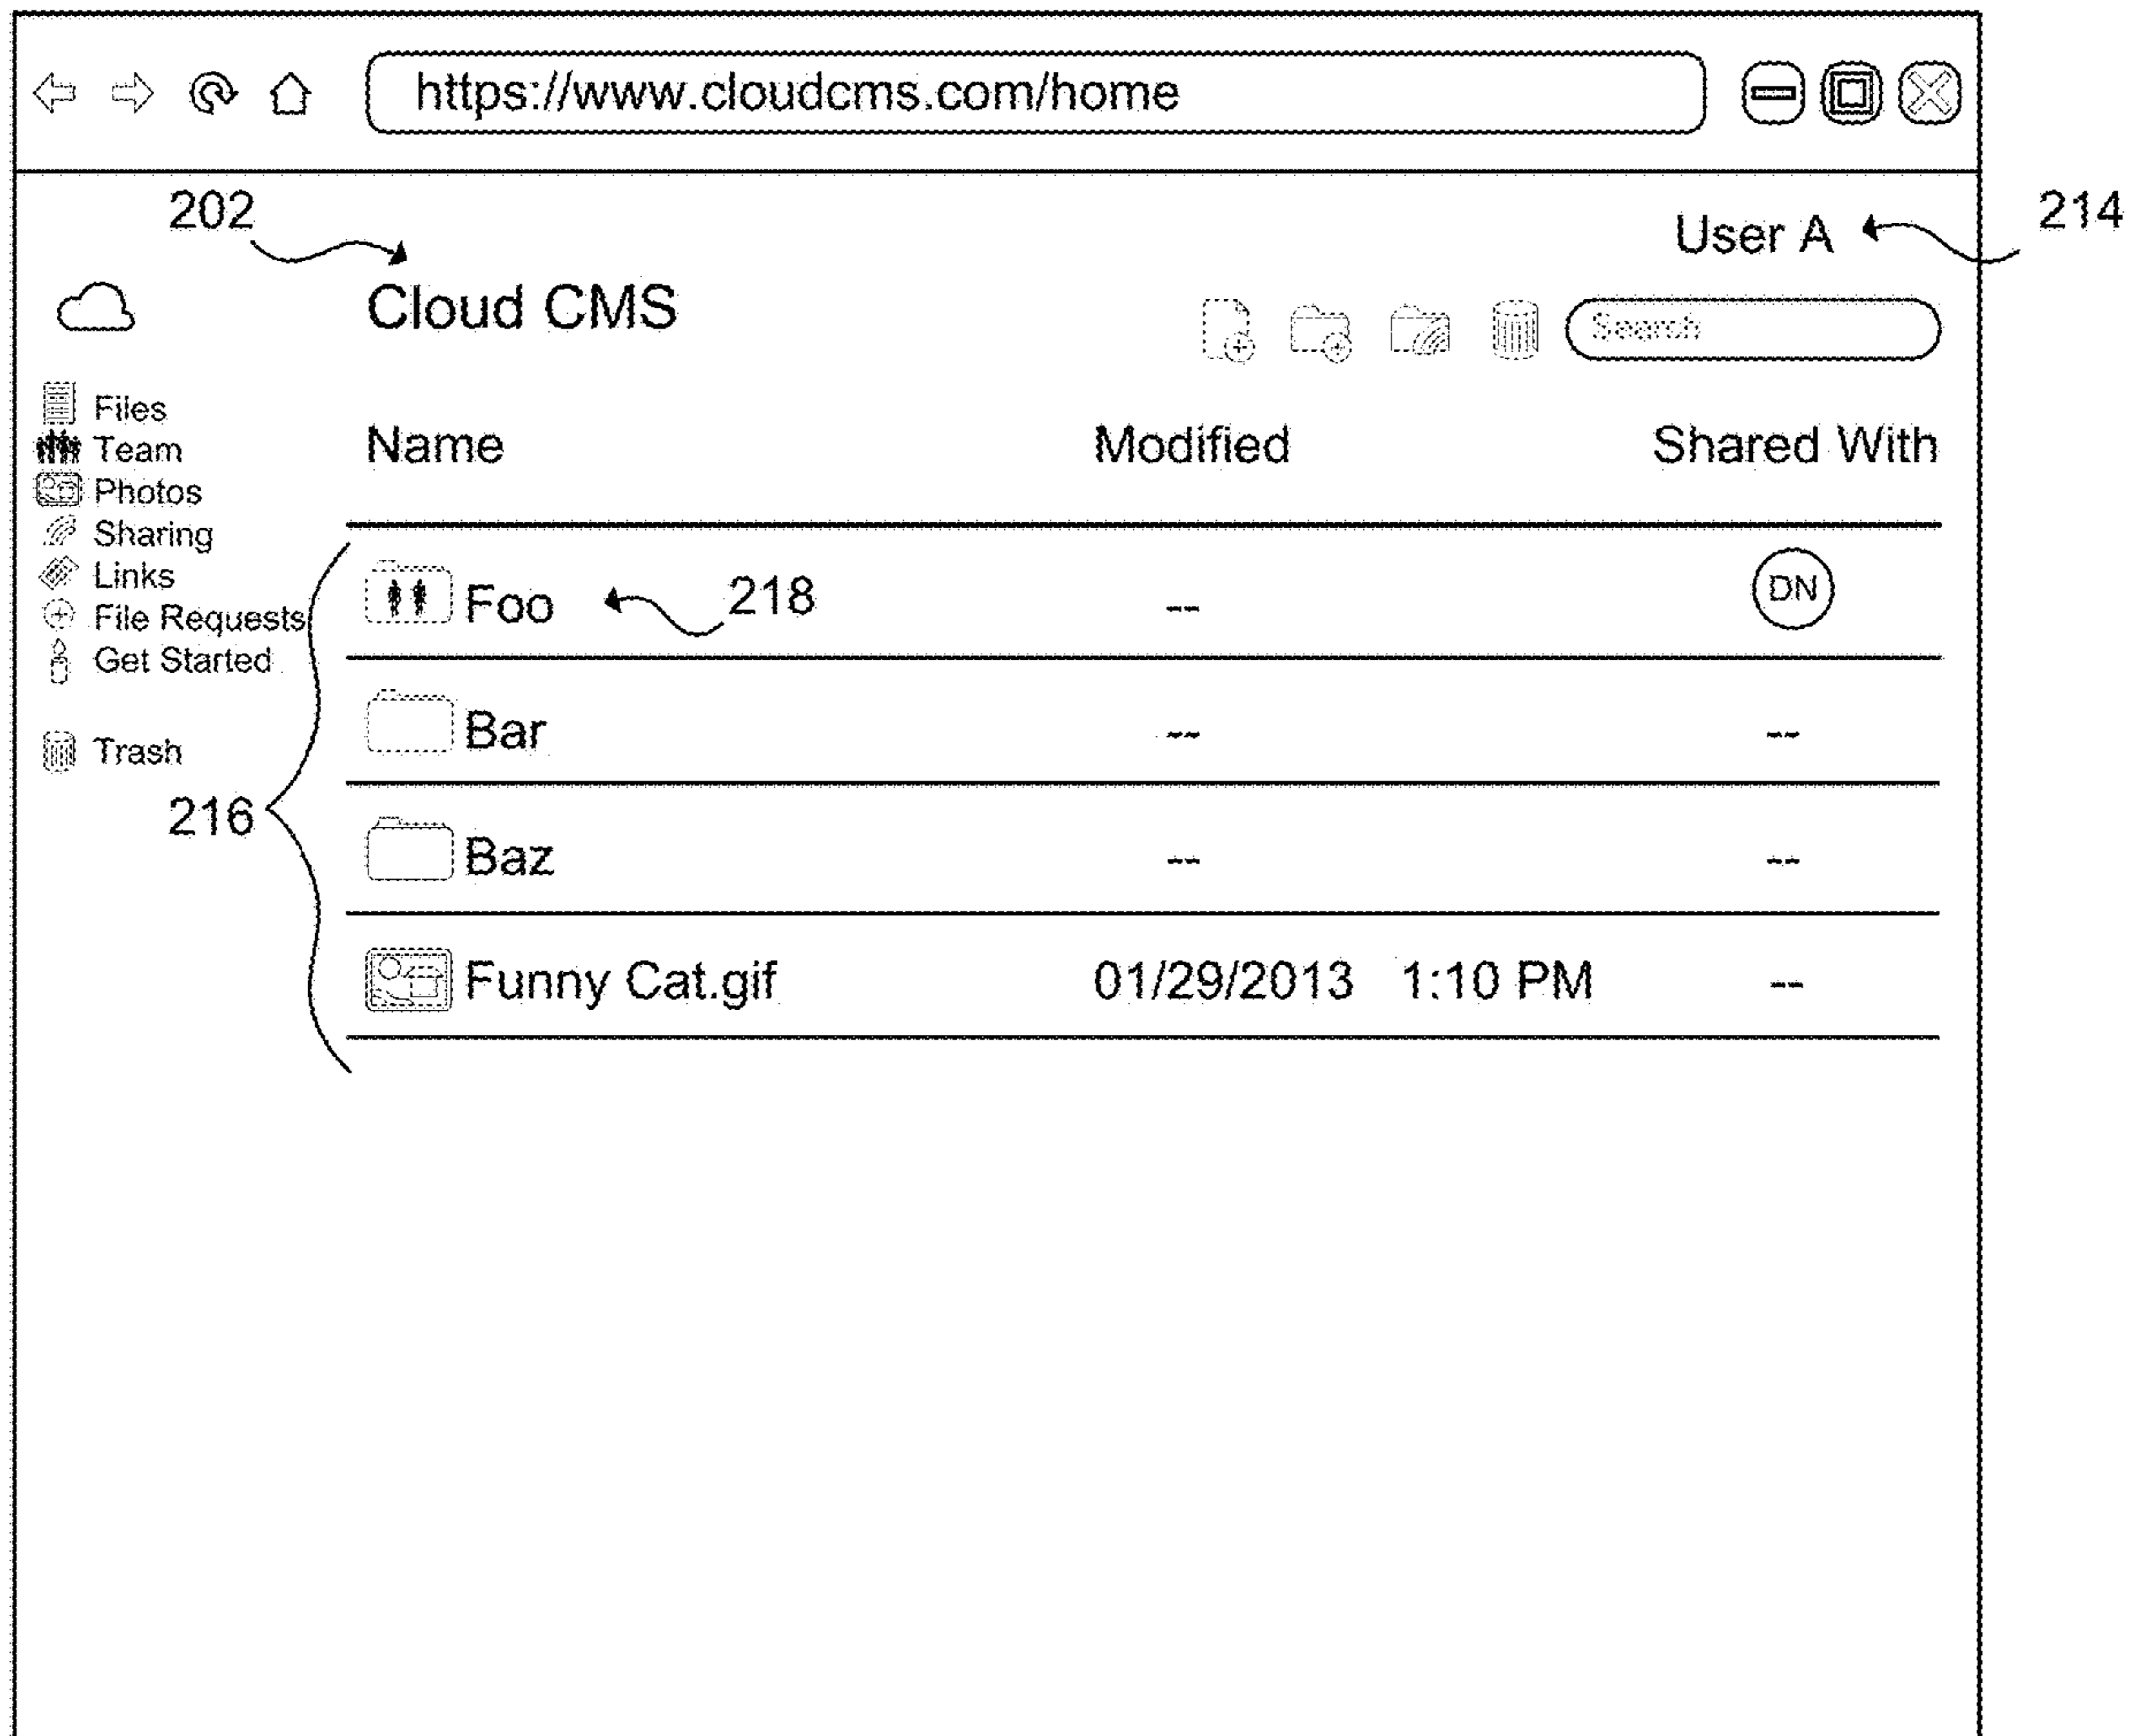 https://www.cloudcms.com/home
202
User A
214
Cloud CMS
Search
Files
Team
Photos
Sharing
Links
File Requests
Get Started
Trash
Name Modified Shared With
Foo 218 -- DN
Bar -- --
216
Baz -- --
Funny Cat.gif 01/29/2013 1:10 PM --